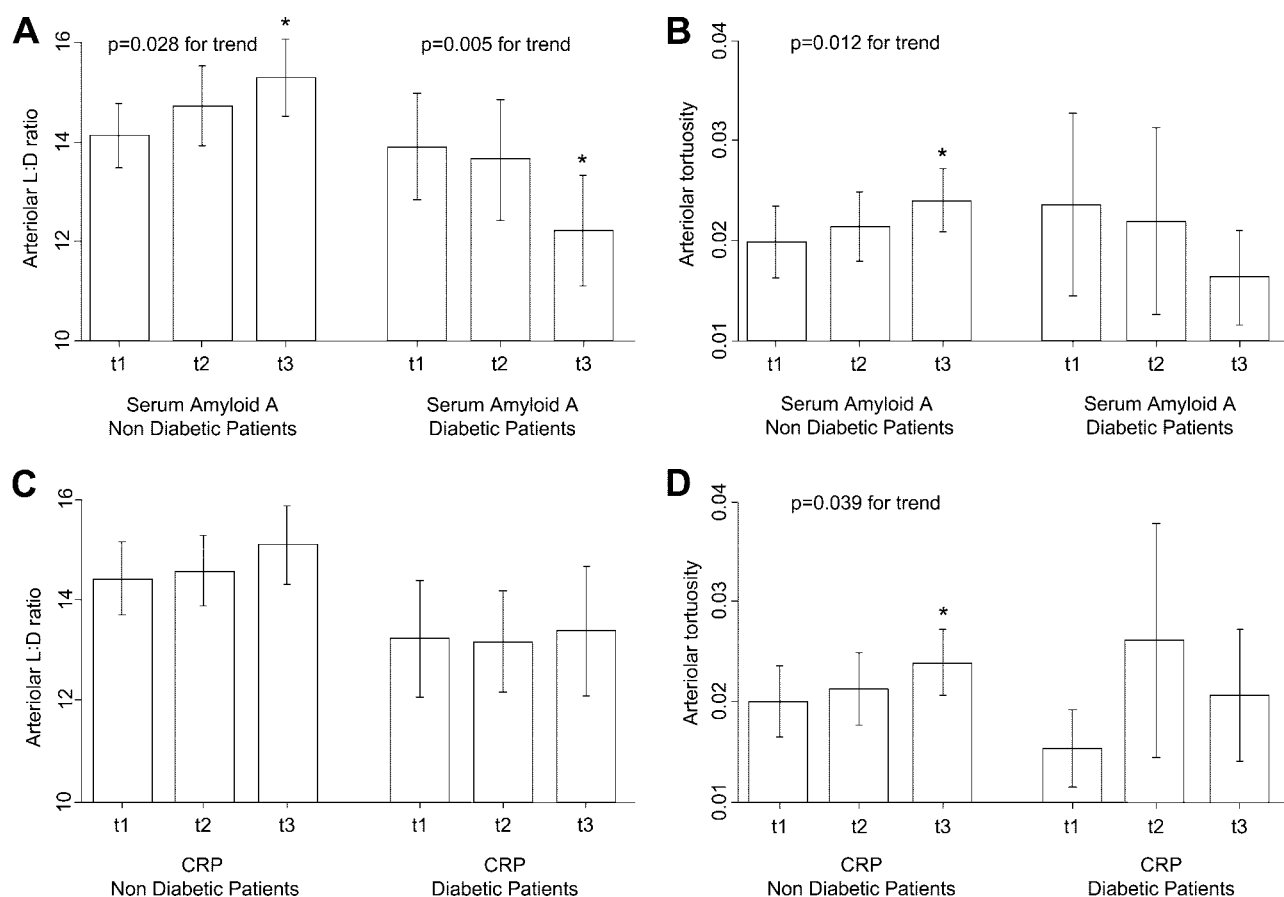 A
p=0.028 for trend
p=0.005 for trend
*
*
Arteriolar L:D ratio
16
14
12
10
t1 t2 t3 t1 t2 t3
Serum Amyloid A
Non Diabetic Patients
Serum Amyloid A
Diabetic Patients
B
p=0.012 for trend
*
Arteriolar tortuosity
0.04
0.03
0.02
0.01
t1 t2 t3 t1 t2 t3
Serum Amyloid A
Non Diabetic Patients
Serum Amyloid A
Diabetic Patients
C
Arteriolar L:D ratio
16
14
12
10
t1 t2 t3 t1 t2 t3
CRP
Non Diabetic Patients
CRP
Diabetic Patients
D
p=0.039 for trend
*
Arteriolar tortuosity
0.04
0.03
0.02
0.01
t1 t2 t3 t1 t2 t3
CRP
Non Diabetic Patients
CRP
Diabetic Patients